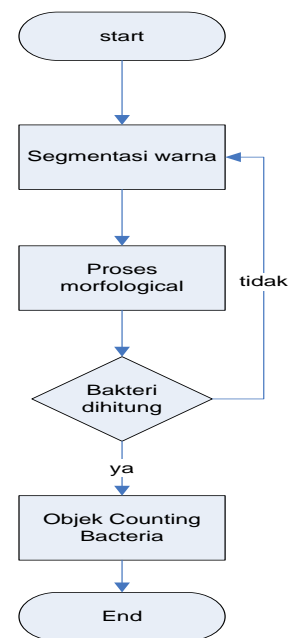 start
Segmentasi warna
Proses
morfological
tidak
Bakteri
dihitung
ya
Objek Counting
Bacteria
End